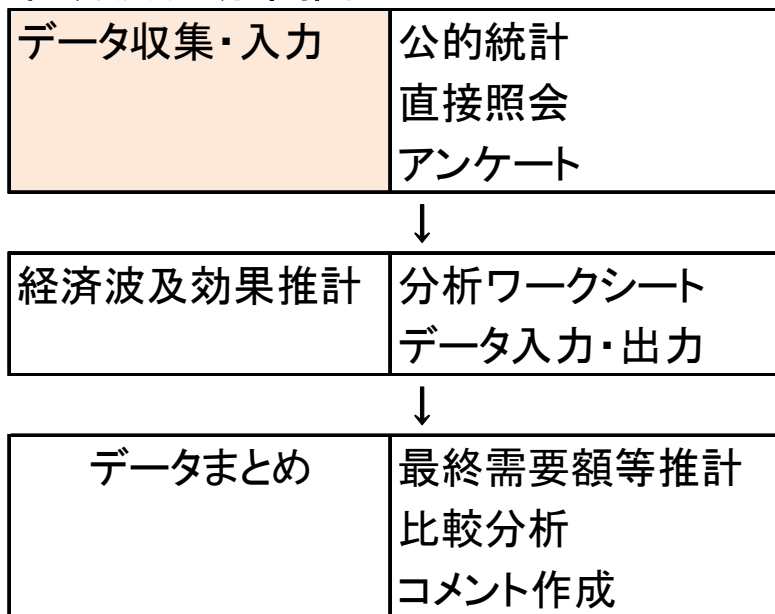 データ収集・入力
公的統計
直接照会
アンケート
↓
経済波及効果推計
分析ワークシート
データ入力・出力
↓
データまとめ
最終需要額等推計
比較分析
コメント作成